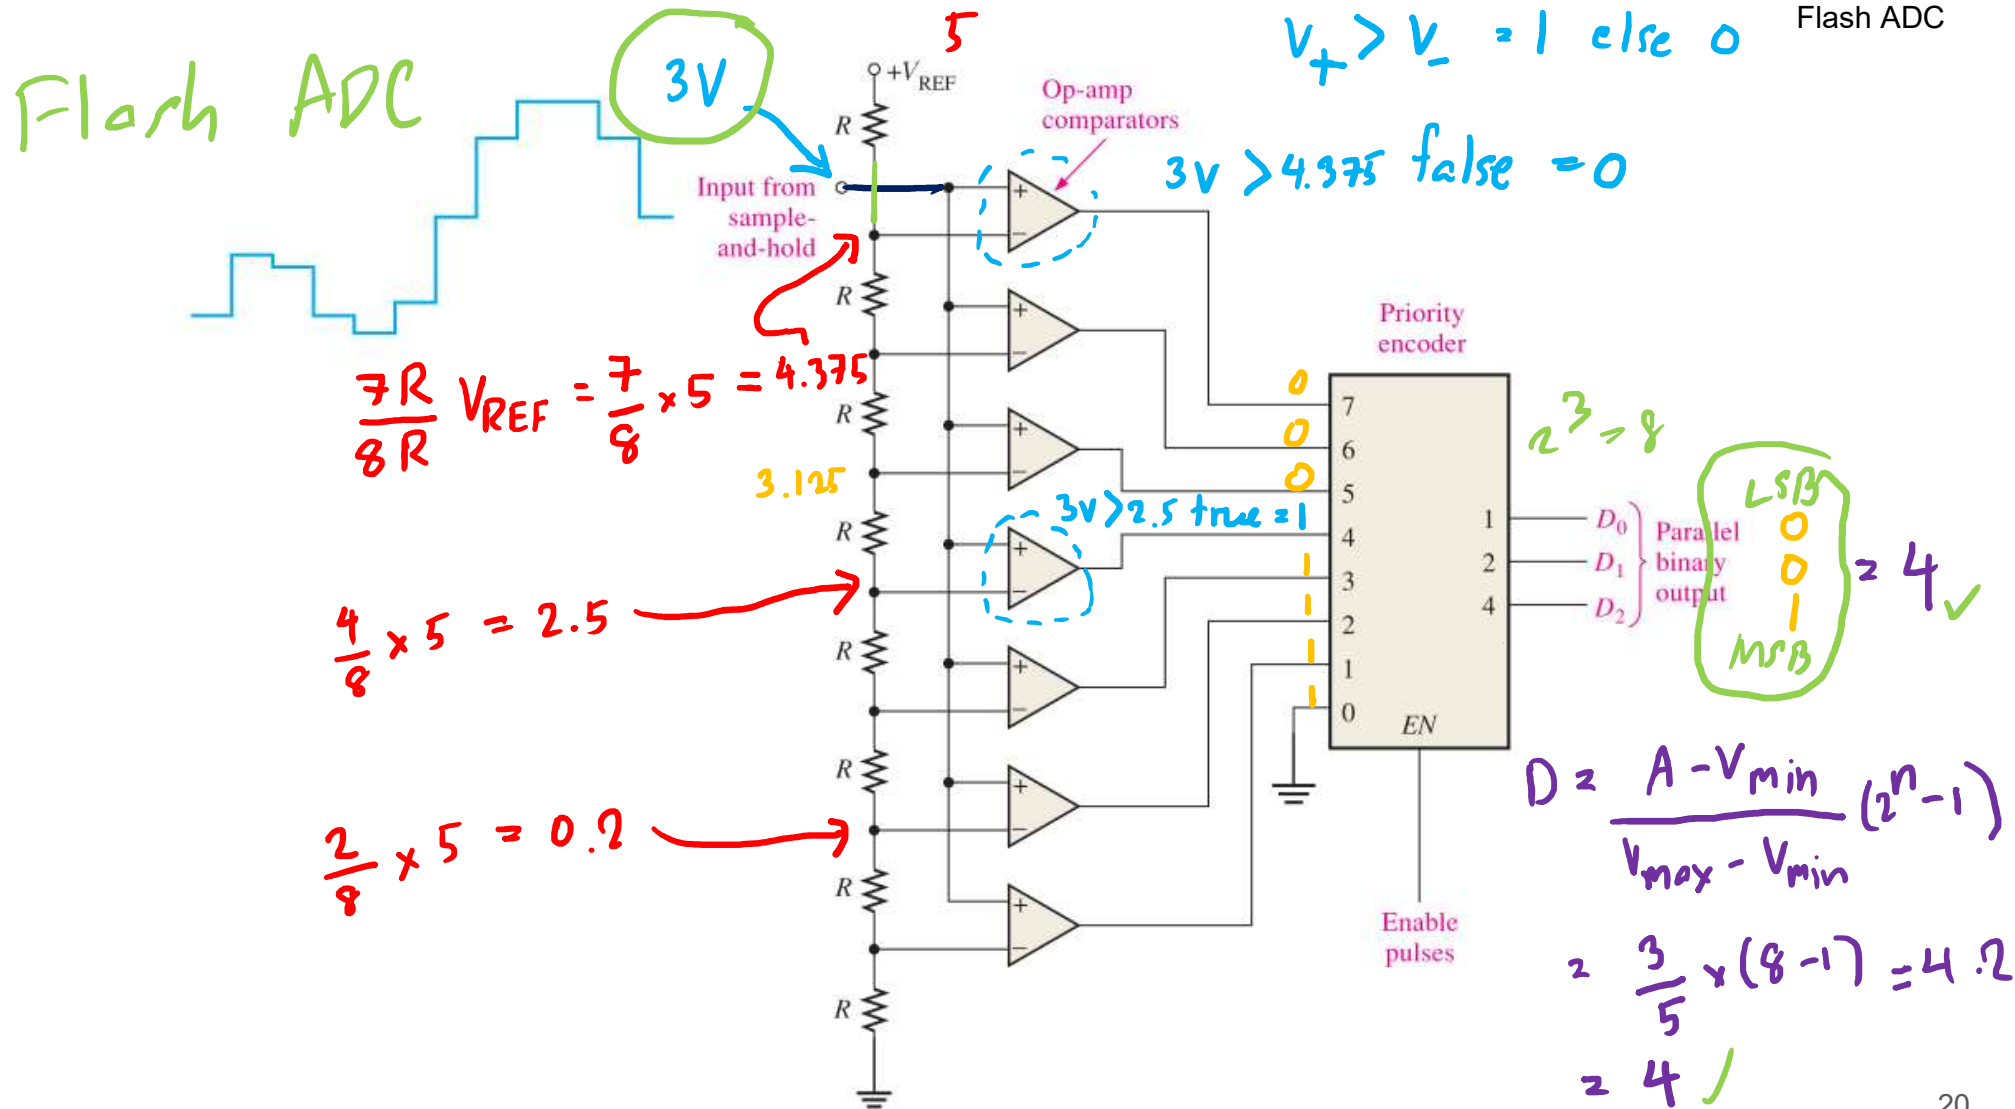 Flash ADC
Flash ADC
3V
5
V+ > V- = 1 else 0
+VREF
R
Op-amp
comparators
3V > 4.375 false = 0
Input from
sample-
and-hold
+
−
R
+
−
7R/8R VREF = 7/8 × 5 = 4.375
R
+
−
3.125
R
3V > 2.5 true = 1
+
−
4/8 × 5 = 2.5
R
+
−
R
+
−
2/8 × 5 = 0.2
R
+
−
R
Priority
encoder
0 7
0 6
0 5
4
1 3
1 2
1 1
1 0
EN
Enable
pulses
2^3 = 8
1 D0
2 D1
4 D2
Parallel
binary
output
LSB
0
0
1
MSB
= 4 ✓
D = (A - Vmin)/(Vmax - Vmin) (2^n - 1)
= 3/5 × (8 - 1) = 4.2
= 4 ✓
20